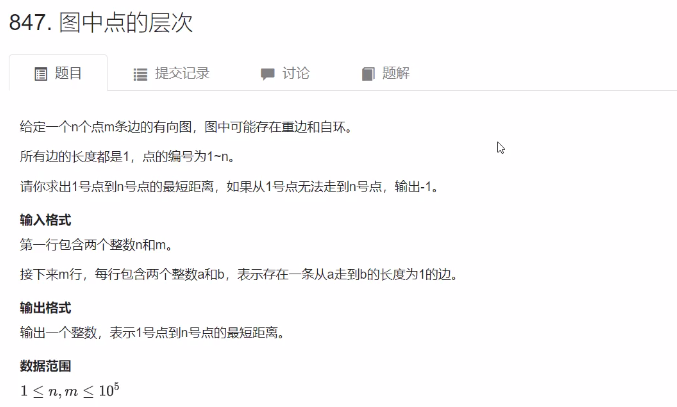 847. 图中点的层次
题目 提交记录 讨论 题解
给定一个n个点m条边的有向图，图中可能存在重边和自环。
所有边的长度都是1，点的编号为1~n。
请你求出1号点到n号点的最短距离，如果从1号点无法走到n号点，输出-1。
输入格式
第一行包含两个整数n和m。
接下来m行，每行包含两个整数a和b，表示存在一条从a走到b的长度为1的边。
输出格式
输出一个整数，表示1号点到n号点的最短距离。
数据范围
1 ≤ n, m ≤ 10⁵